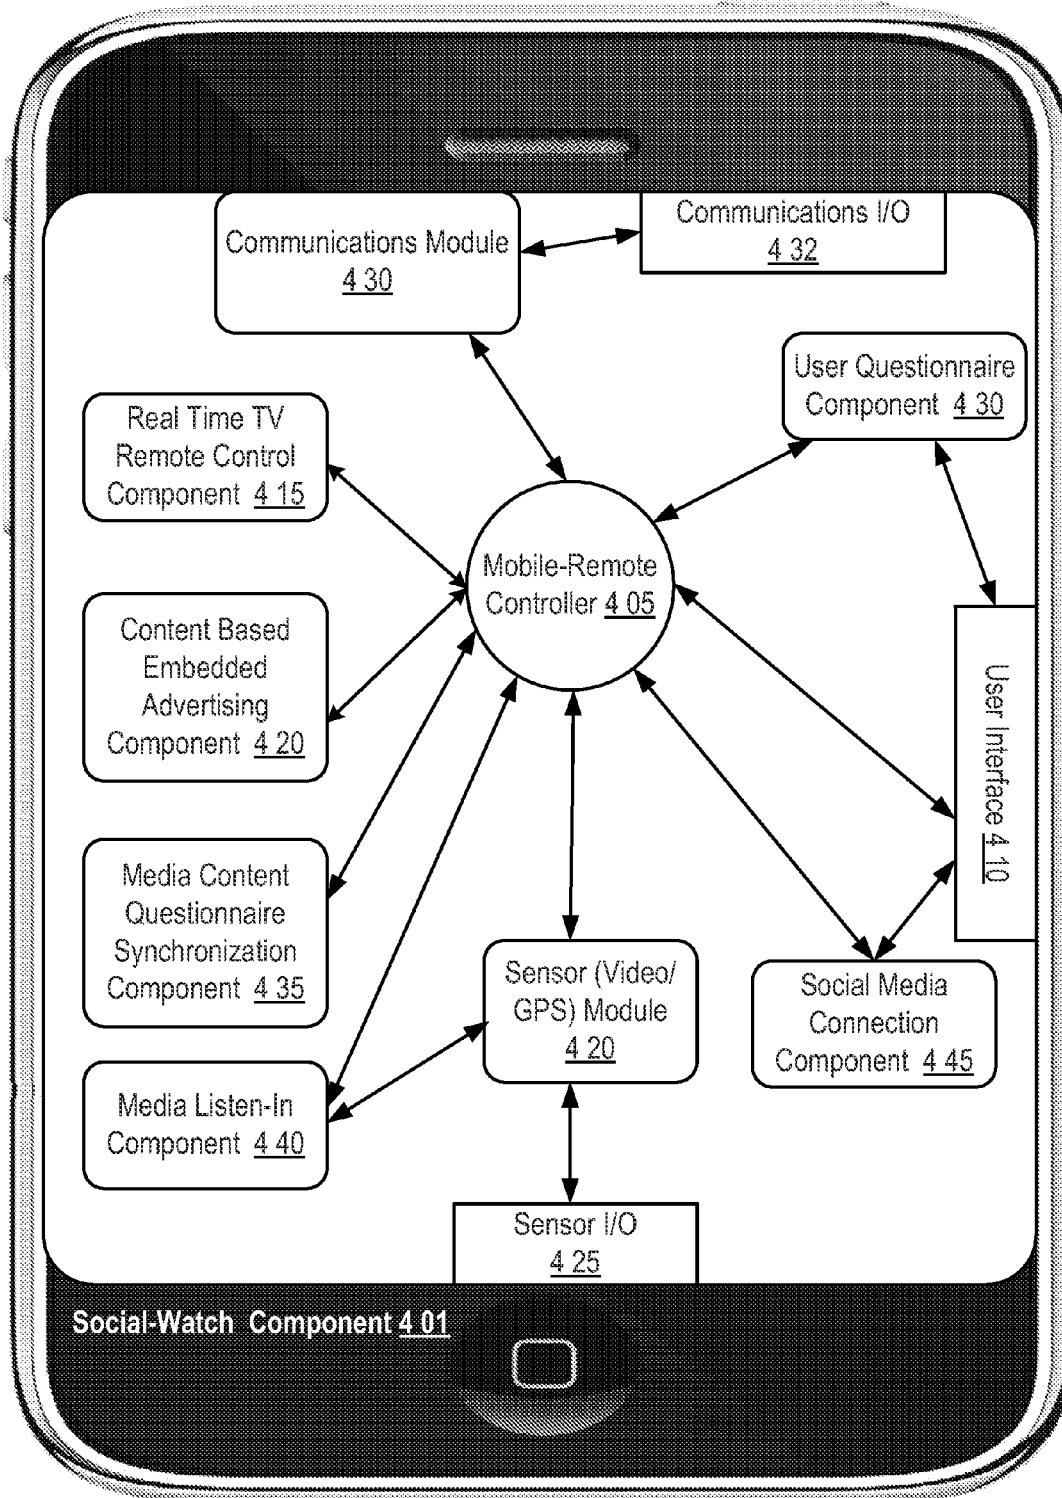 Communications Module
4 30
Communications I/O
4 32
User Questionnaire
Component 4 30
Real Time TV
Remote Control
Component 4 15
Mobile-Remote
Controller 4 05
Content Based
Embedded
Advertising
Component 4 20
User Interface 4 10
Media Content
Questionnaire
Synchronization
Component 4 35
Sensor (Video/
GPS) Module
4 20
Social Media
Connection
Component 4 45
Media Listen-In
Component 4 40
Sensor I/O
4 25
Social-Watch Component 4 01